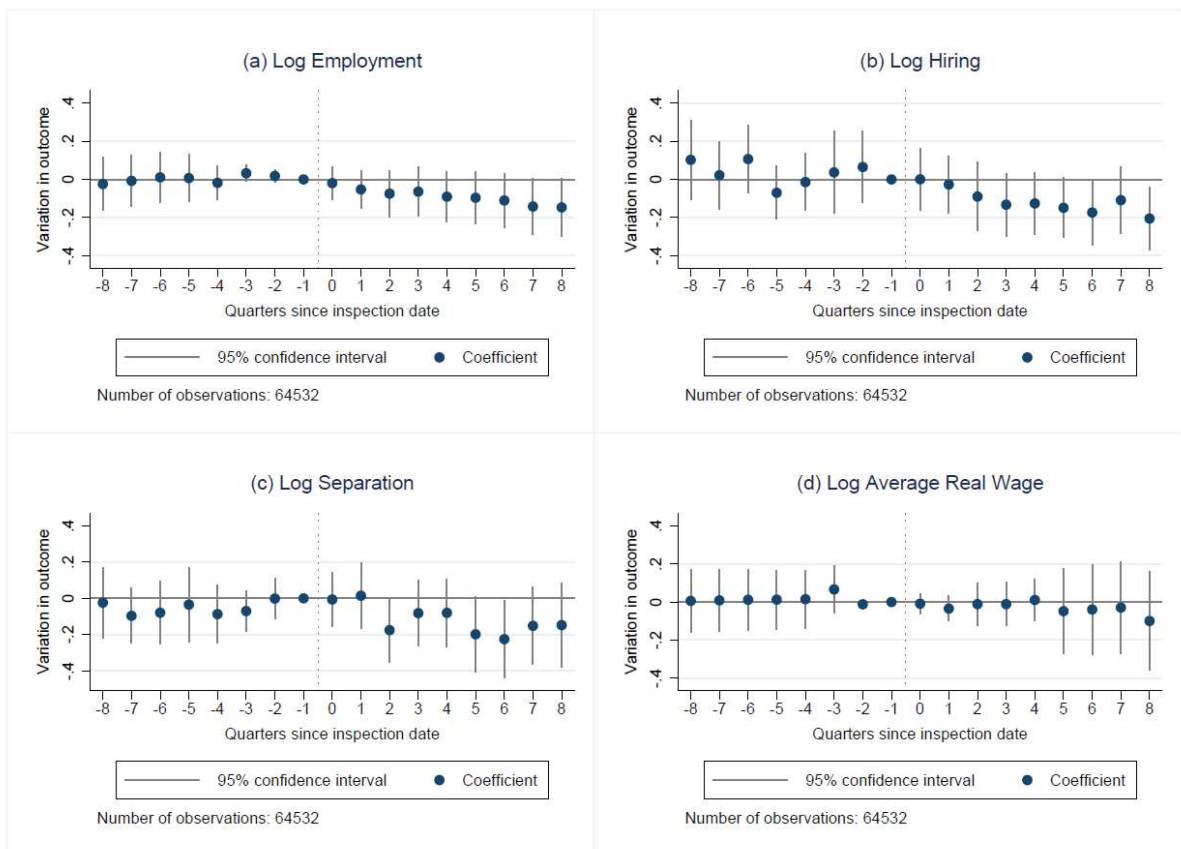 (a) Log Employment
Variation in outcome
.4
.2
0
-.2
-.4
-8 -7 -6 -5 -4 -3 -2 -1 0 1 2 3 4 5 6 7 8
Quarters since inspection date
95% confidence interval Coefficient
Number of observations: 64532
(b) Log Hiring
Variation in outcome
.4
.2
0
-.2
-.4
-8 -7 -6 -5 -4 -3 -2 -1 0 1 2 3 4 5 6 7 8
Quarters since inspection date
95% confidence interval Coefficient
Number of observations: 64532
(c) Log Separation
Variation in outcome
.4
.2
0
-.2
-.4
-8 -7 -6 -5 -4 -3 -2 -1 0 1 2 3 4 5 6 7 8
Quarters since inspection date
95% confidence interval Coefficient
Number of observations: 64532
(d) Log Average Real Wage
Variation in outcome
.4
.2
0
-.2
-.4
-8 -7 -6 -5 -4 -3 -2 -1 0 1 2 3 4 5 6 7 8
Quarters since inspection date
95% confidence interval Coefficient
Number of observations: 64532